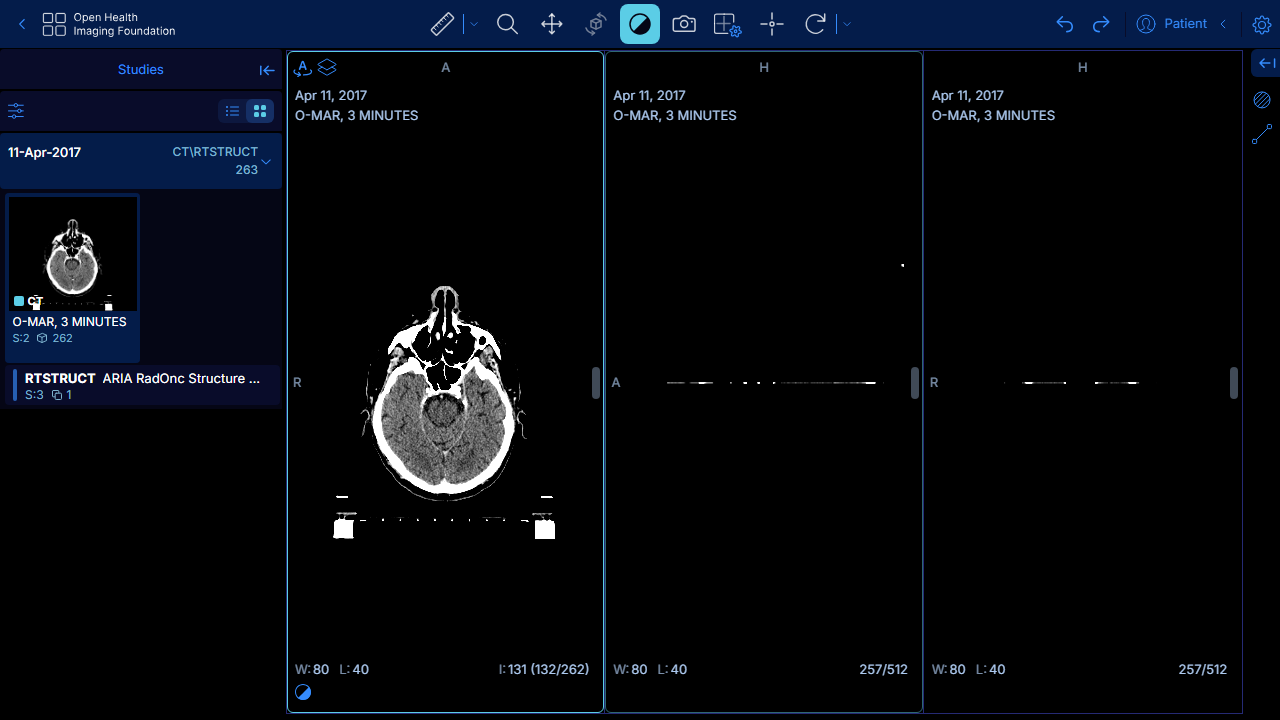 Open Health
Imaging Foundation
Patient
Studies
11-Apr-2017
CT\RTSTRUCT
263
CT
O-MAR, 3 MINUTES
S:2 262
RTSTRUCT ARIA RadOnc Structure ...
S:3 1
A
A
Apr 11, 2017
O-MAR, 3 MINUTES
R
W: 80 L: 40 I: 131 (132/262)
H
Apr 11, 2017
O-MAR, 3 MINUTES
A
W: 80 L: 40 257/512
H
Apr 11, 2017
O-MAR, 3 MINUTES
R
W: 80 L: 40 257/512